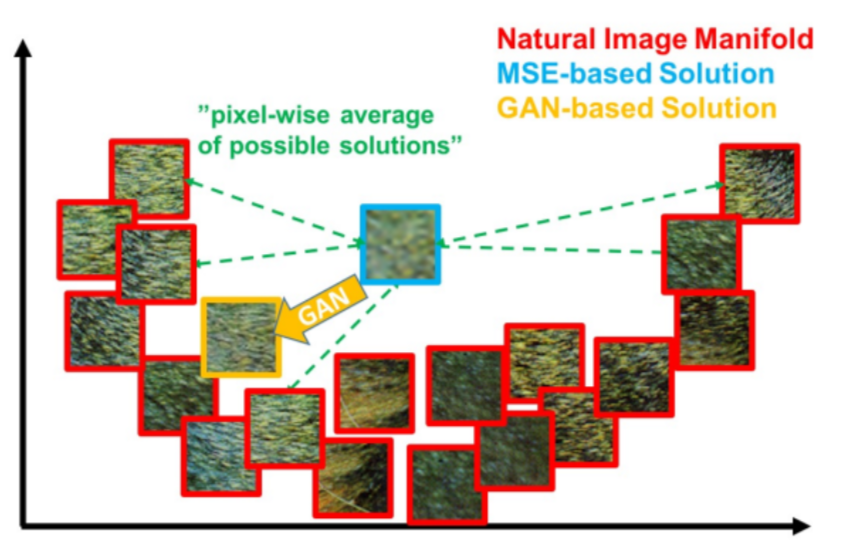 Natural Image Manifold
MSE-based Solution
GAN-based Solution
”pixel-wise average
of possible solutions”
GAN